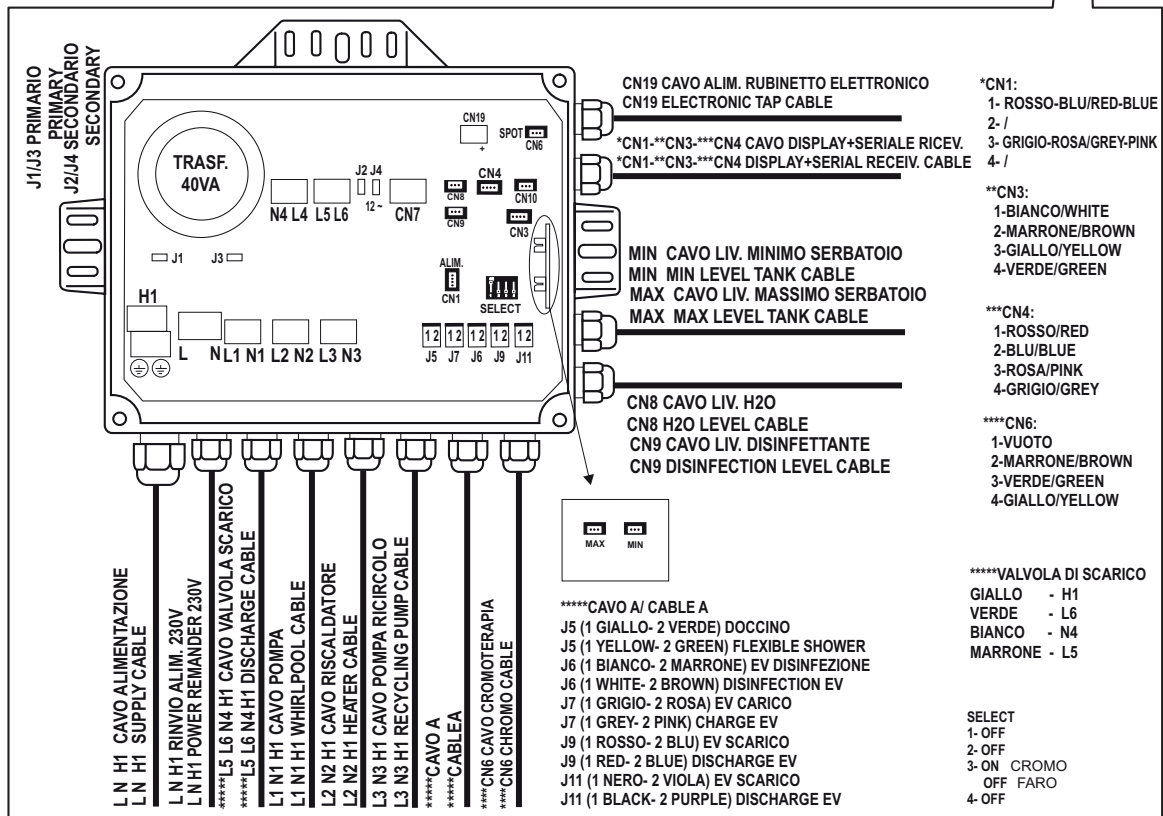 J1/J3 PRIMARIO
PRIMARY
J2/J4 SECONDARIO
SECONDARY
TRASF.
40VA
CN19
+
SPOT
CN6
J2 J4
12 ~
N4 L4
L5 L6
CN7
CN8
CN4
CN10
CN9
CN3
J1
J3
ALIM.
CN1
SELECT
H1
L
N
L1 N1
L2 N2
L3 N3
1 2
1 2
1 2
1 2
1 2
J5
J7
J6
J9
J11
CN19 CAVO ALIM. RUBINETTO ELETTRONICO
CN19 ELECTRONIC TAP CABLE
*CN1-**CN3-***CN4 CAVO DISPLAY+SERIALE RICEV.
*CN1-**CN3-***CN4 DISPLAY+SERIAL RECEIV. CABLE
MIN CAVO LIV. MINIMO SERBATOIO
MIN MIN LEVEL TANK CABLE
MAX CAVO LIV. MASSIMO SERBATOIO
MAX MAX LEVEL TANK CABLE
CN8 CAVO LIV. H2O
CN8 H2O LEVEL CABLE
CN9 CAVO LIV. DISINFETTANTE
CN9 DISINFECTION LEVEL CABLE
MAX
MIN
L N H1 CAVO ALIMENTAZIONE
L N H1 SUPPLY CABLE
L N H1 RINVIO ALIM. 230V
L N H1 POWER REMANDER 230V
*****L5 L6 N4 H1 CAVO VALVOLA SCARICO
*****L5 L6 N4 H1 DISCHARGE CABLE
L1 N1 H1 CAVO POMPA
L1 N1 H1 WHIRLPOOL CABLE
L2 N2 H1 CAVO RISCALDATORE
L2 N2 H1 HEATER CABLE
L3 N3 H1 CAVO POMPA RICIRCOLO
L3 N3 H1 RECYCLING PUMP CABLE
*****CAVO A
*****CABLEA
****CN6 CAVO CROMOTERAPIA
****CN6 CHROMO CABLE
*****CAVO A/ CABLE A
J5 (1 GIALLO- 2 VERDE) DOCCINO
J5 (1 YELLOW- 2 GREEN) FLEXIBLE SHOWER
J6 (1 BIANCO- 2 MARRONE) EV DISINFEZIONE
J6 (1 WHITE- 2 BROWN) DISINFECTION EV
J7 (1 GRIGIO- 2 ROSA) EV CARICO
J7 (1 GREY- 2 PINK) CHARGE EV
J9 (1 ROSSO- 2 BLU) EV SCARICO
J9 (1 RED- 2 BLUE) DISCHARGE EV
J11 (1 NERO- 2 VIOLA) EV SCARICO
J11 (1 BLACK- 2 PURPLE) DISCHARGE EV
*CN1:
1- ROSSO-BLU/RED-BLUE
2- /
3- GRIGIO-ROSA/GREY-PINK
4- /
**CN3:
1-BIANCO/WHITE
2-MARRONE/BROWN
3-GIALLO/YELLOW
4-VERDE/GREEN
***CN4:
1-ROSSO/RED
2-BLU/BLUE
3-ROSA/PINK
4-GRIGIO/GREY
****CN6:
1-VUOTO
2-MARRONE/BROWN
3-VERDE/GREEN
4-GIALLO/YELLOW
*****VALVOLA DI SCARICO
GIALLO - H1
VERDE - L6
BIANCO - N4
MARRONE - L5
SELECT
1- OFF
2- OFF
3- ON CROMO
OFF FARO
4- OFF